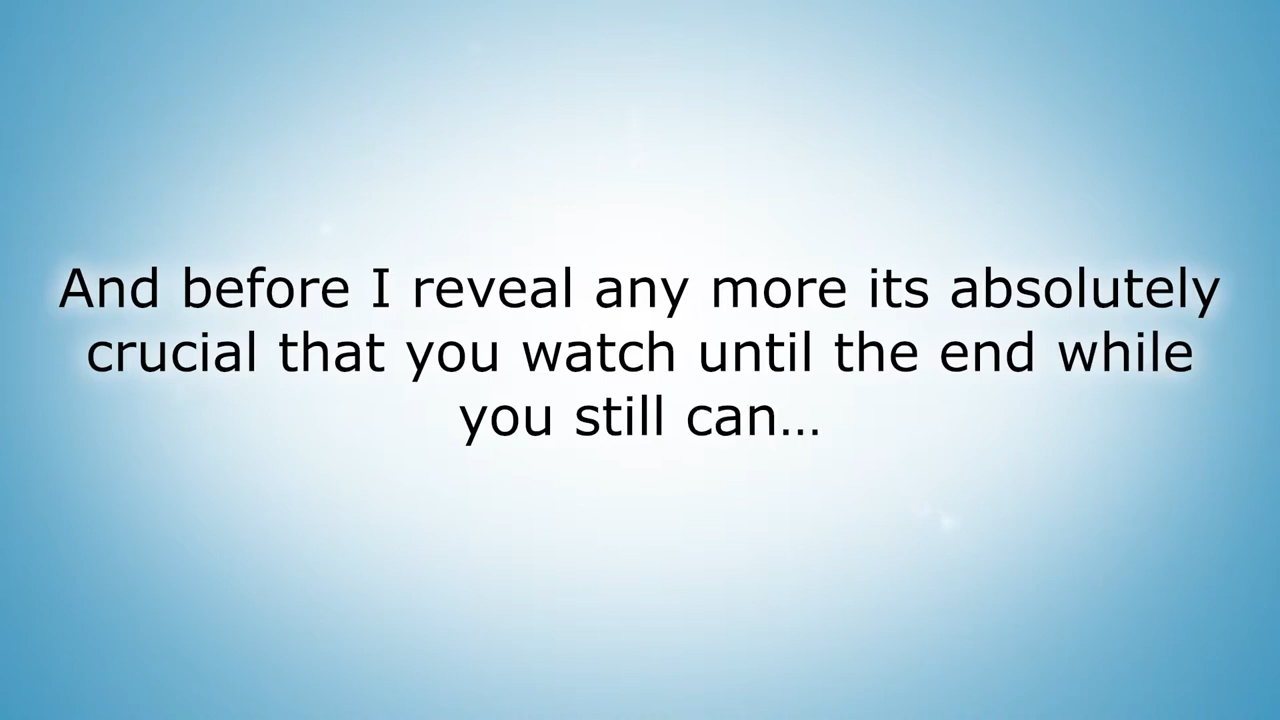 And before I reveal any more its absolutely
crucial that you watch until the end while
you still can…